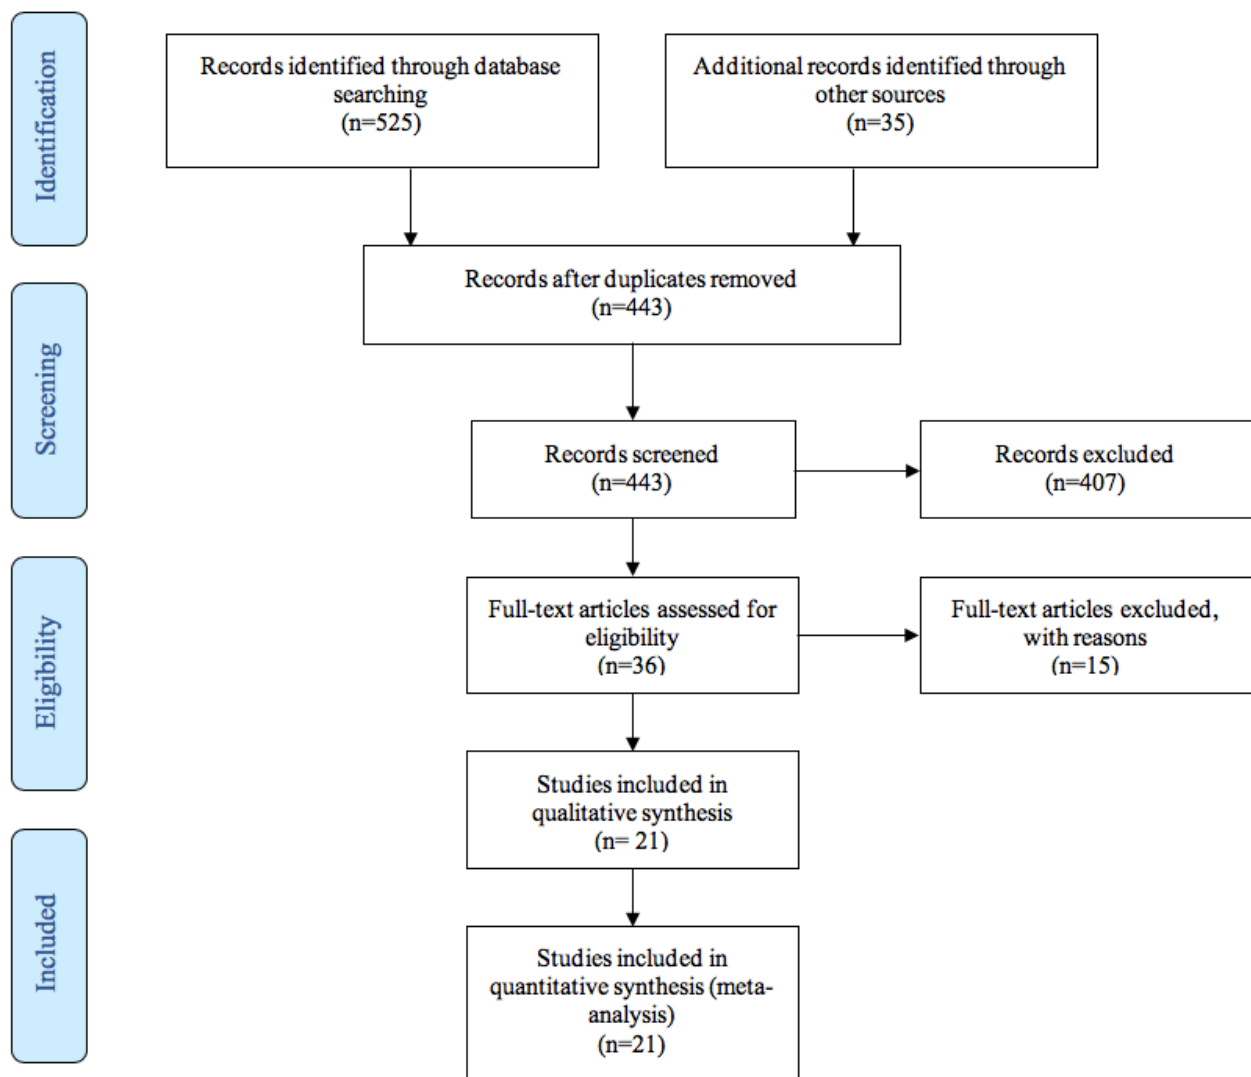 Identification
Records identified through database
searching
(n=525)
Additional records identified through
other sources
(n=35)
Records after duplicates removed
(n=443)
Screening
Records screened
(n=443)
Records excluded
(n=407)
Eligibility
Full-text articles assessed for
eligibility
(n=36)
Full-text articles excluded,
with reasons
(n=15)
Studies included in
qualitative synthesis
(n= 21)
Included
Studies included in
quantitative synthesis (meta-
analysis)
(n=21)